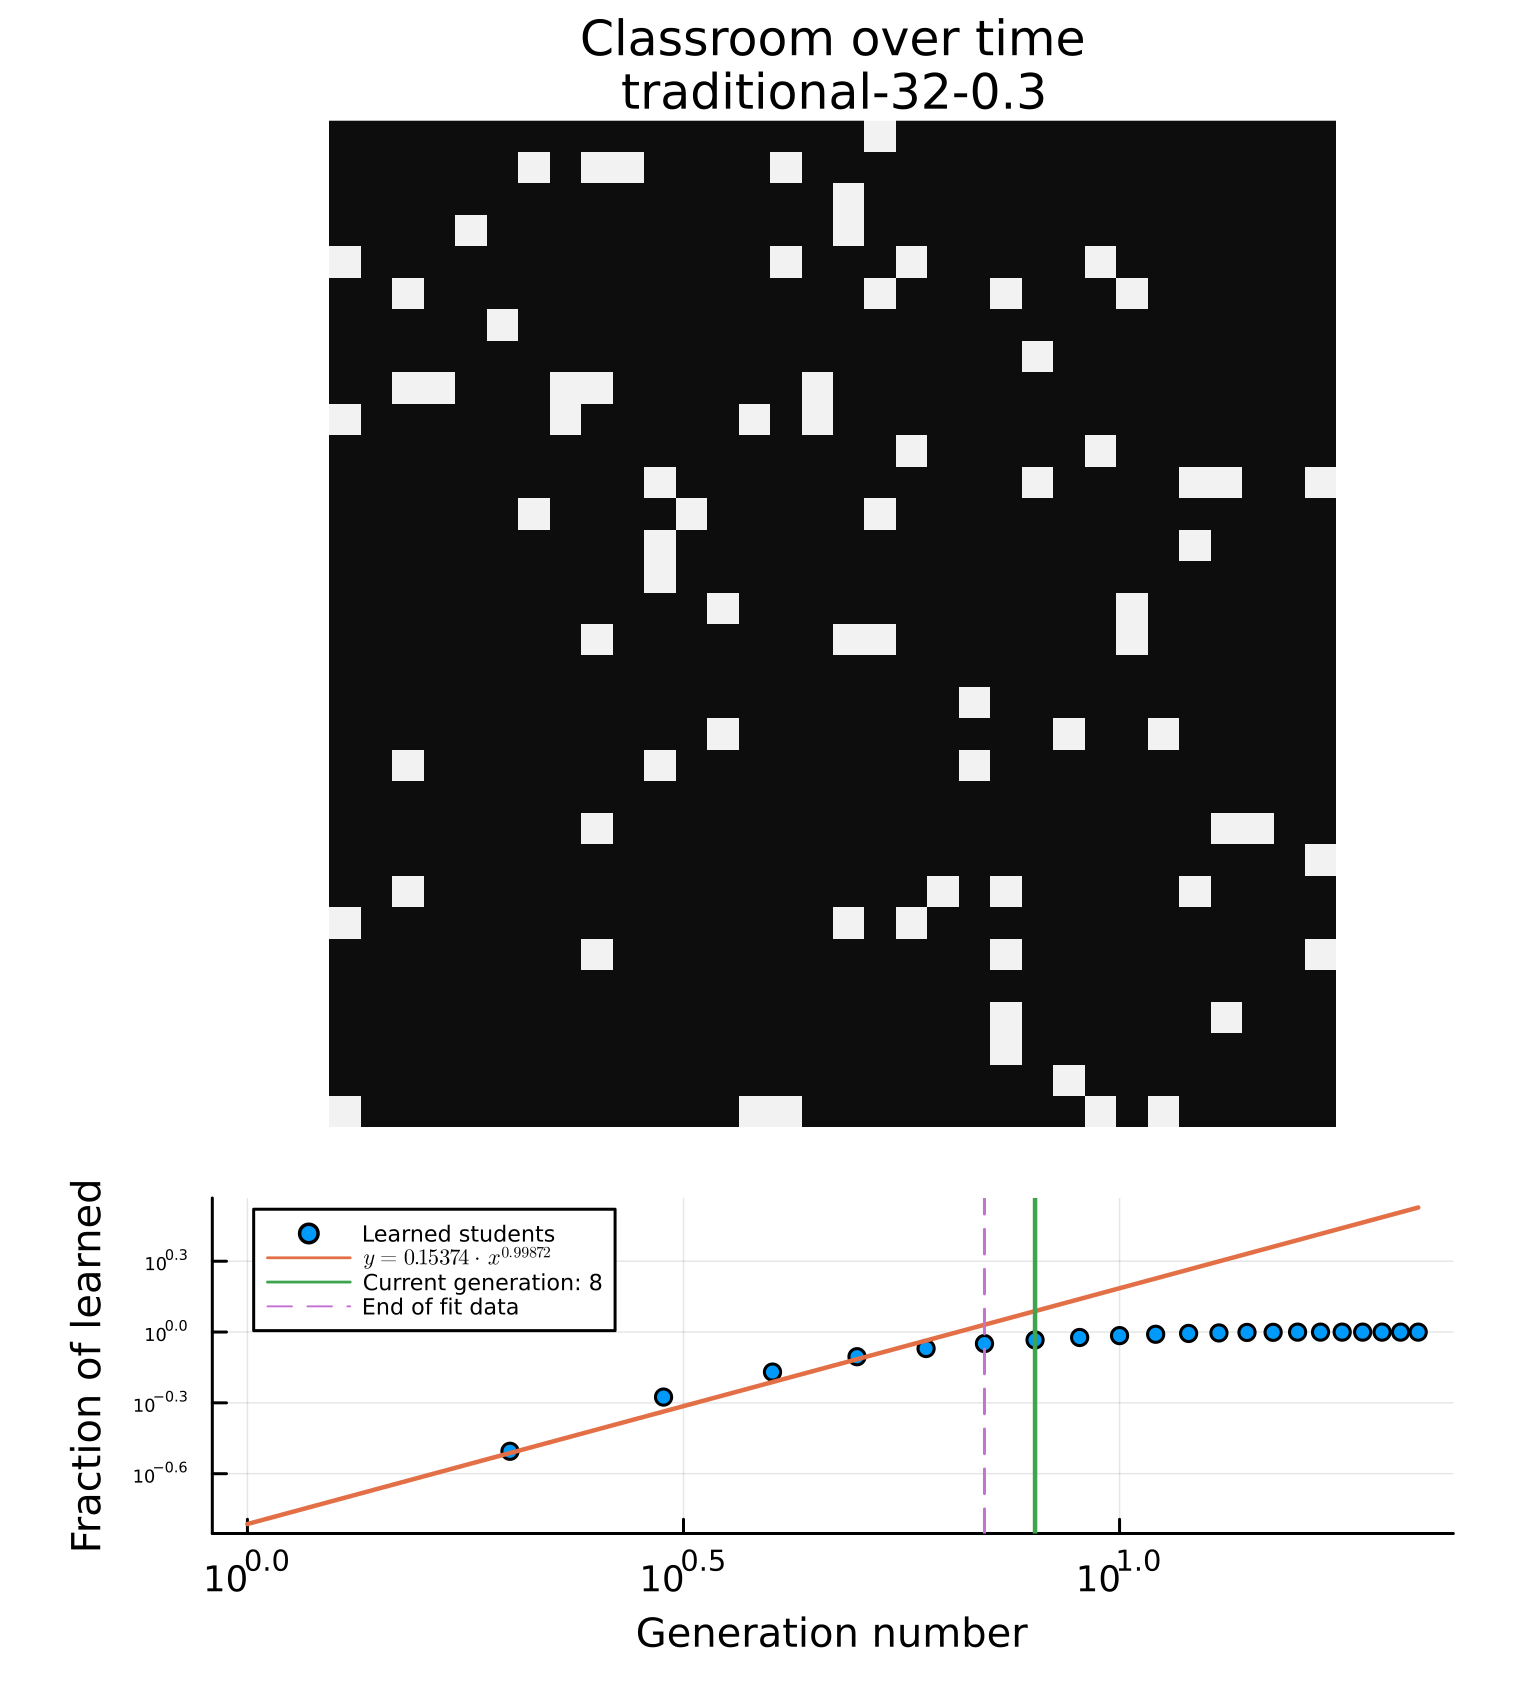 Classroom over time
traditional-32-0.3
Fraction of learned
10^0.3
10^0.0
10^−0.3
10^−0.6
Learned students
y = 0.15374 · x^0.99872
Current generation: 8
End of fit data
10^0.0 10^0.5 10^1.0
Generation number